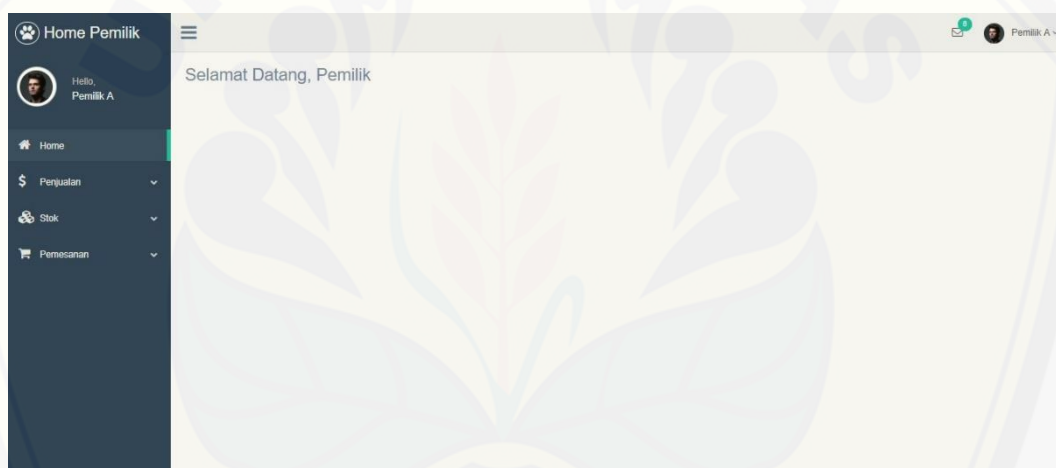 Home Pemilik
Hello,
Pemilik A
Home
Penjualan
Stok
Pemesanan
Pemilik A
Selamat Datang, Pemilik